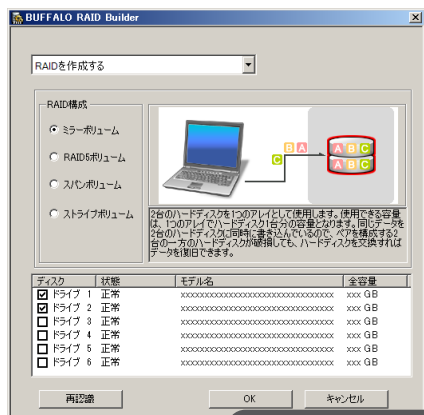 BUFFALO RAID Builder
RAIDを作成する
RAID構成
ミラーボリューム
RAID5ボリューム
スパンボリューム
ストライプボリューム
B A
C
A B C
A B C
2台のハードディスクを1つのアレイとして使用します。使用できる容量
は、1つのアレイでハードディスク1台分の容量となります。同じデータを
2台のハードディスクに同時に書き込んでいるので、ペアを構成する2
台の一方のハードディスクが破損しても、ハードディスクを交換すれば
データを復旧できます。
ディスク 状態 モデル名 全容量
ドライブ 1 正常 xxxxxxxxxxxxxxxxxxxxxxxxxxxxxxx xxx GB
ドライブ 2 正常 xxxxxxxxxxxxxxxxxxxxxxxxxxxxxxx xxx GB
ドライブ 3 正常 xxxxxxxxxxxxxxxxxxxxxxxxxxxxxxx xxx GB
ドライブ 4 正常 xxxxxxxxxxxxxxxxxxxxxxxxxxxxxxx xxx GB
ドライブ 5 正常 xxxxxxxxxxxxxxxxxxxxxxxxxxxxxxx xxx GB
ドライブ 6 正常 xxxxxxxxxxxxxxxxxxxxxxxxxxxxxxx xxx GB
再認識 OK キャンセル